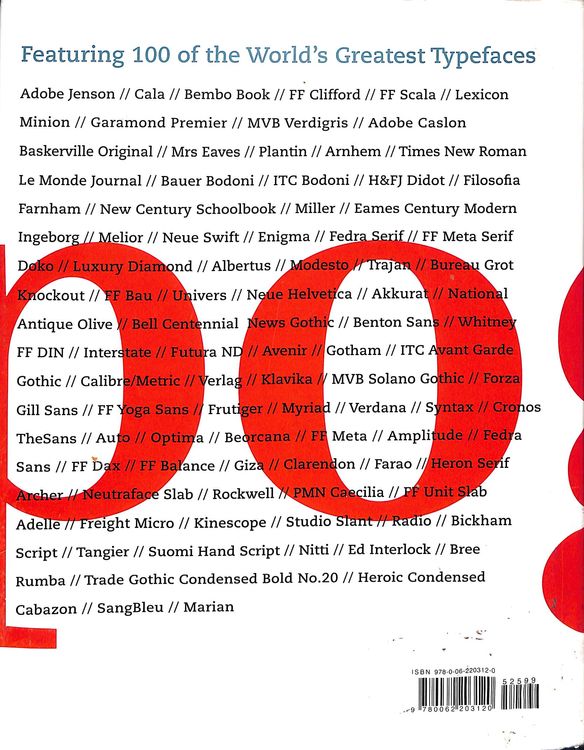 Featuring 100 of the World's Greatest Typefaces
Adobe Jenson // Cala // Bembo Book // FF Clifford // FF Scala // Lexicon
Minion // Garamond Premier // MVB Verdigris // Adobe Caslon
Baskerville Original // Mrs Eaves // Plantin // Arnhem // Times New Roman
Le Monde Journal // Bauer Bodoni // ITC Bodoni // H&FJ Didot // Filosofia
Farnham // New Century Schoolbook // Miller // Eames Century Modern
Ingeborg // Melior // Neue Swift // Enigma // Fedra Serif // FF Meta Serif
Doko // Luxury Diamond // Albertus // Modesto // Trajan // Bureau Grot
Knockout // FF Bau // Univers // Neue Helvetica // Akkurat // National
Antique Olive // Bell Centennial News Gothic // Benton Sans // Whitney
FF DIN // Interstate // Futura ND // Avenir // Gotham // ITC Avant Garde
Gothic // Calibre/Metric // Verlag // Klavika // MVB Solano Gothic // Forza
Gill Sans // FF Yoga Sans // Frutiger // Myriad // Verdana // Syntax // Cronos
TheSans // Auto // Optima // Beorcana // FF Meta // Amplitude // Fedra
Sans // FF Dax // FF Balance // Giza // Clarendon // Farao // Heron Serif
Archer // Neutraface Slab // Rockwell // PMN Caecilia // FF Unit Slab
Adelle // Freight Micro // Kinescope // Studio Slant // Radio // Bickham
Script // Tangier // Suomi Hand Script // Nitti // Ed Interlock // Bree
Rumba // Trade Gothic Condensed Bold No.20 // Heroic Condensed
Cabazon // SangBleu // Marian
ISBN 978-0-06-220312-0
52599
9 780062 203120